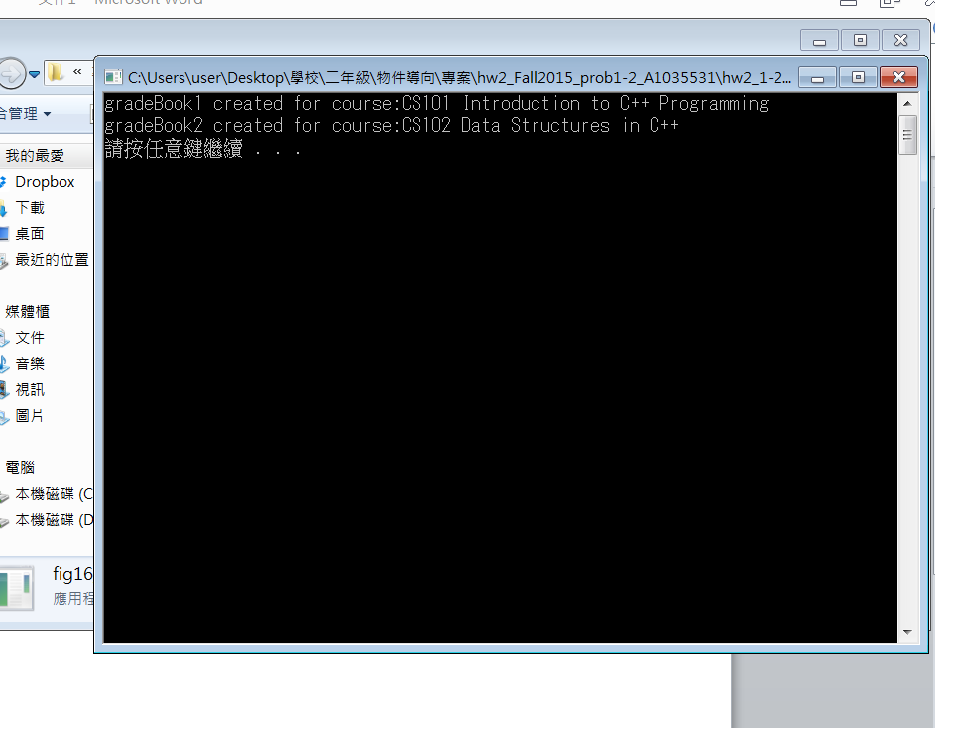 文件1 - Microsoft Word
«
C:\Users\user\Desktop\學校\二年級\物件導向\專案\hw2_Fall2015_prob1-2_A1035531\hw2_1-2...
gradeBook1 created for course:CS101 Introduction to C++ Programming
gradeBook2 created for course:CS102 Data Structures in C++
請按任意鍵繼續 . . .
合管理
我的最愛
Dropbox
下載
桌面
最近的位置
媒體櫃
文件
音樂
視訊
圖片
電腦
本機磁碟 (C
本機磁碟 (D
fig16
應用程